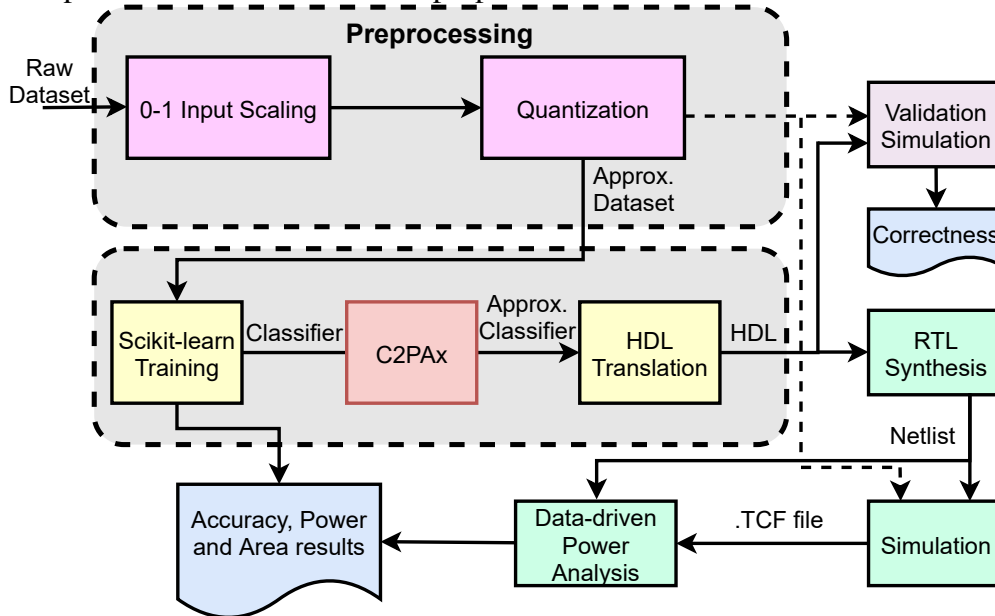 Preprocessing
Raw
Dataset
0-1 Input Scaling
Quantization
Validation
Simulation
Approx.
Dataset
Correctness
Scikit-learn
Training
Classifier
C2PAx
Approx.
Classifier
HDL
Translation
HDL
RTL
Synthesis
Netlist
Accuracy, Power
and Area results
Data-driven
Power
Analysis
.TCF file
Simulation